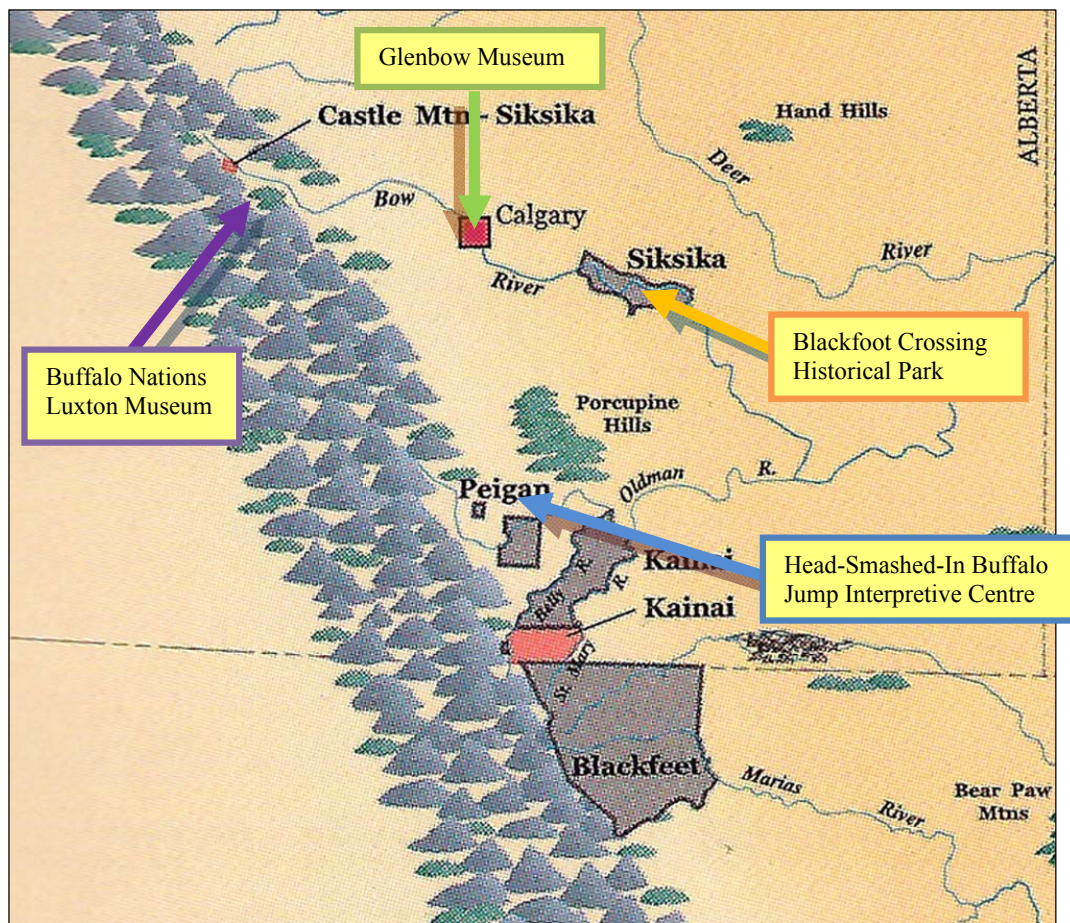 Glenbow Museum
Castle Mtn - Siksika
Hand Hills
ALBERTA
Deer
Bow
Calgary
River
Siksika
River
Buffalo Nations
Luxton Museum
Blackfoot Crossing
Historical Park
Porcupine
Hills
Oldman
R.
Peigan
Head-Smashed-In Buffalo
Jump Interpretive Centre
Kainai
Belly R.
R.
Kainai
St. Mary
Blackfeet
Marias
River
Bear Paw
Mtns